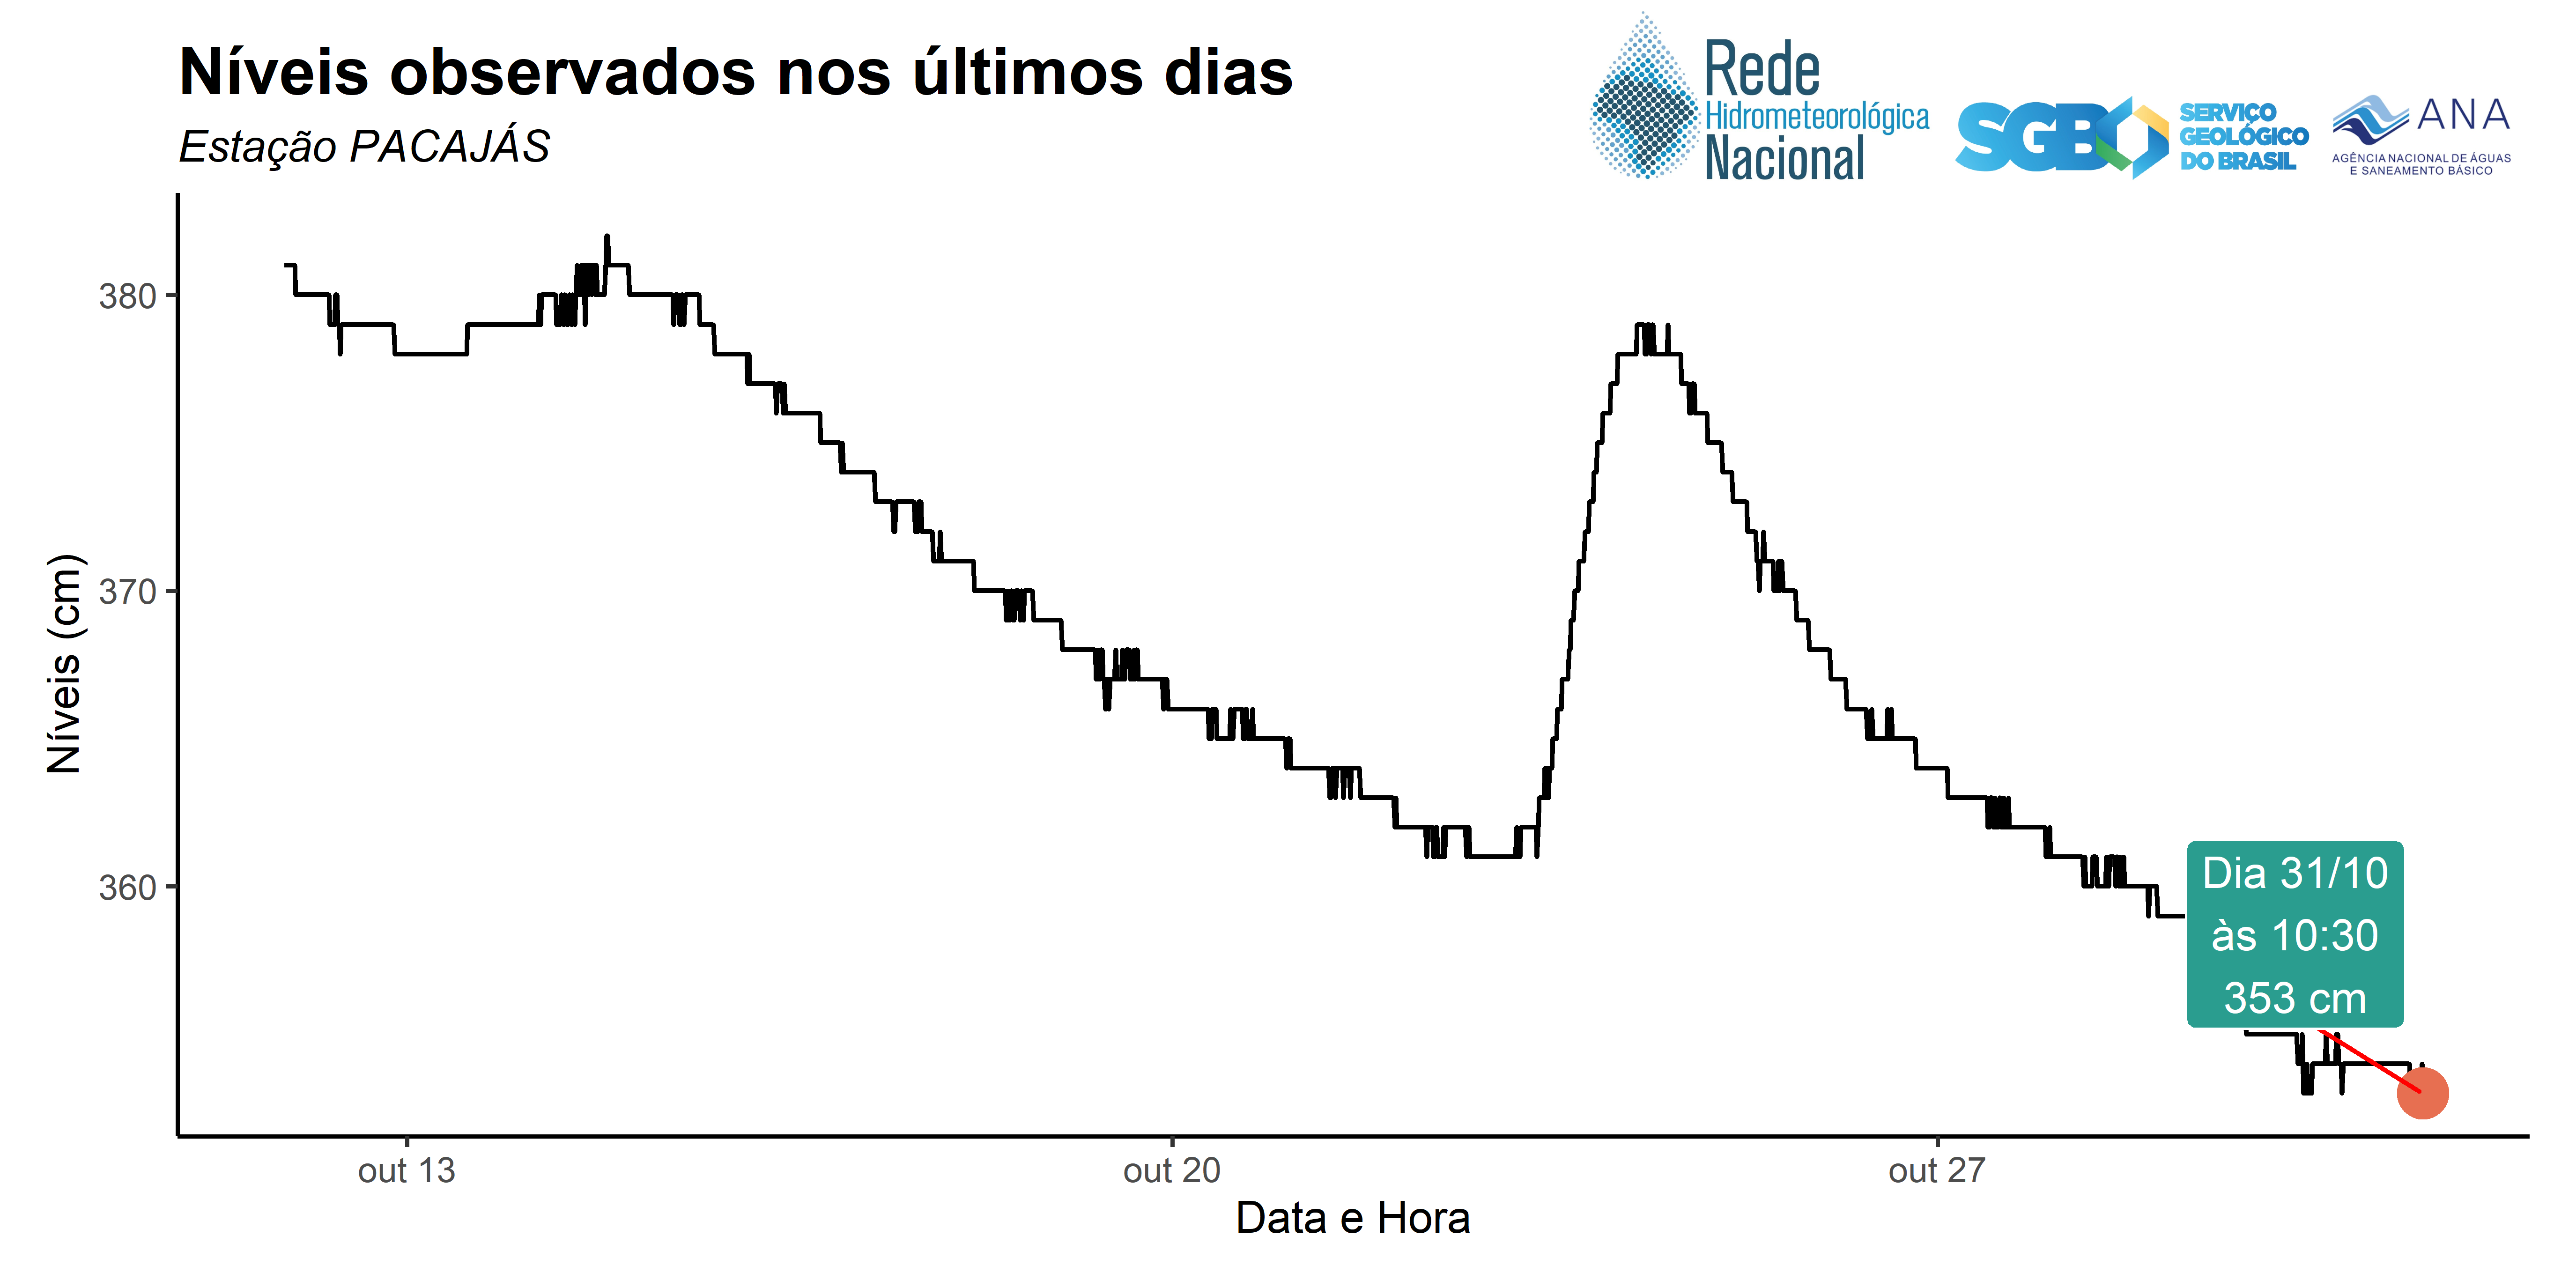 Níveis observados nos últimos dias
Estação PACAJÁS
Rede
Hidrometeorológica
Nacional
SGB
SERVIÇO
GEOLÓGICO
DO BRASIL
ANA
AGÊNCIA NACIONAL DE ÁGUAS
E SANEAMENTO BÁSICO
Níveis (cm)
380
370
360
Dia 31/10
às 10:30
353 cm
out 13
out 20
out 27
Data e Hora